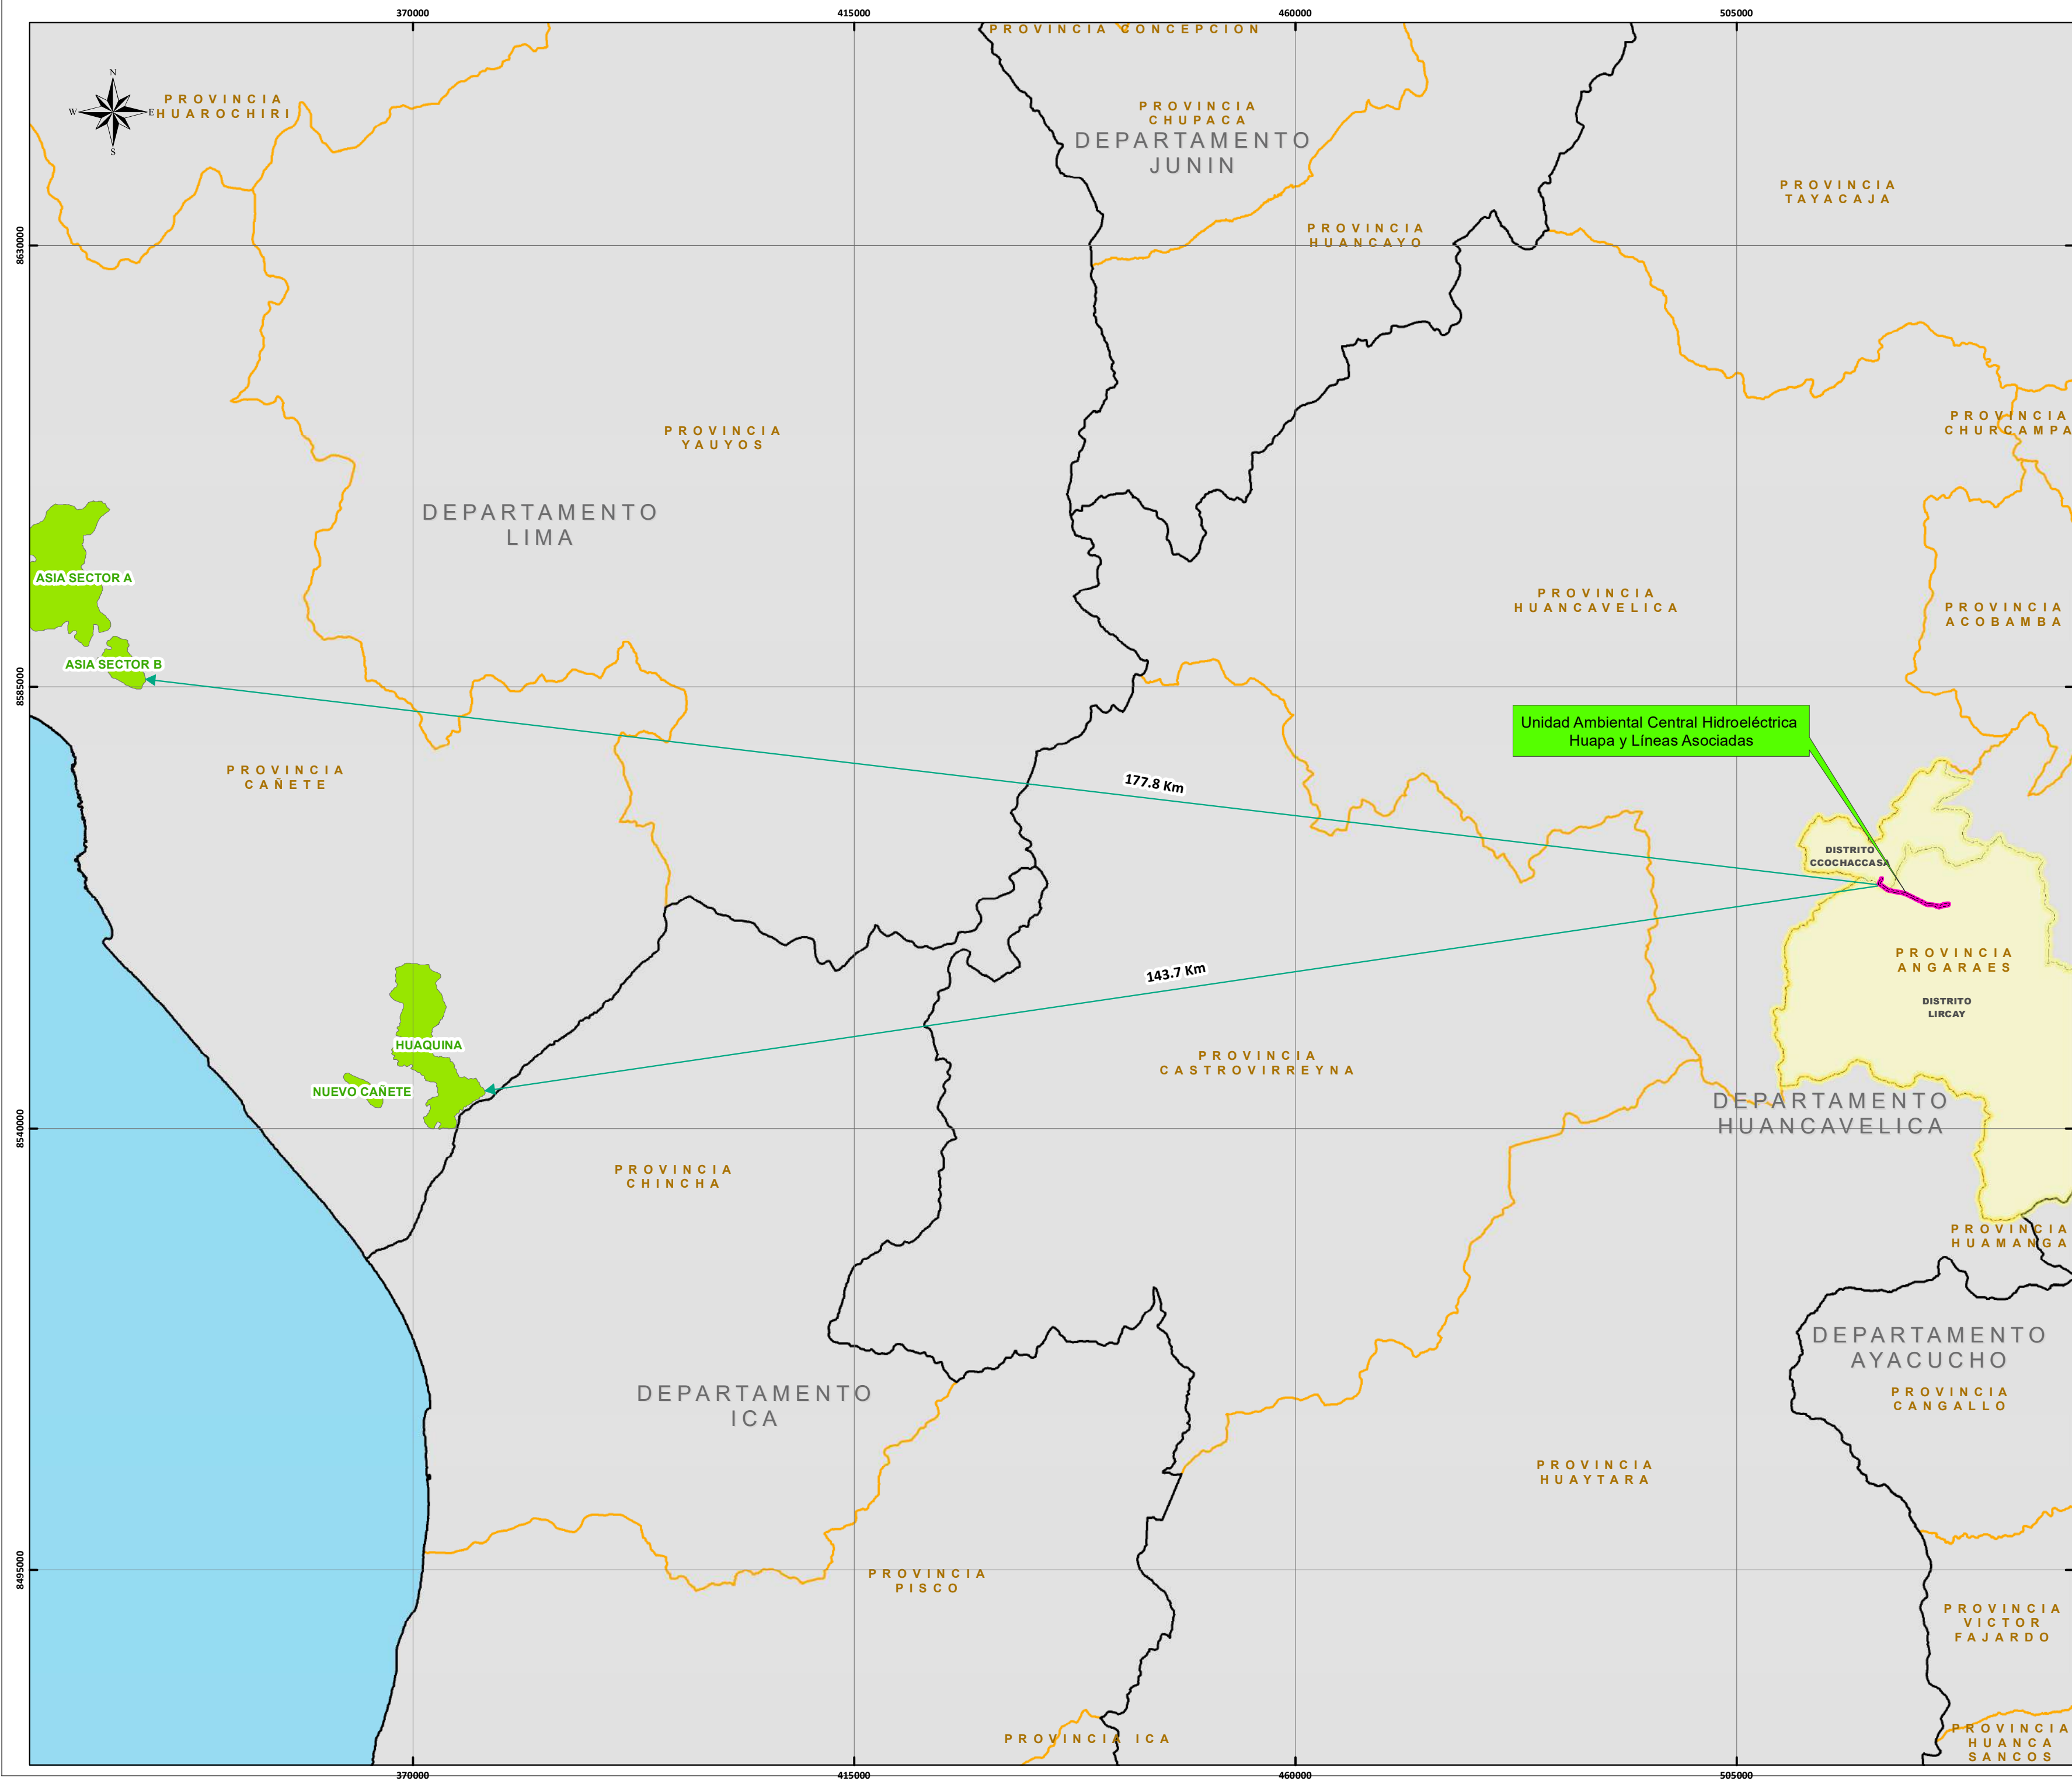 370000
415000
460000
505000
PROVINCIA CONCEPCION
N
W
E
S
PROVINCIA
HUAROCHIRI
PROVINCIA
CHUPACA
DEPARTAMENTO
JUNIN
PROVINCIA
TAYACAJA
PROVINCIA
HUANCAYO
8630000
PROVINCIA
YAUYOS
PROVINCIA
CHURCAMPA
DEPARTAMENTO
LIMA
ASIA SECTOR A
PROVINCIA
HUANCAVELICA
PROVINCIA
ACOBAMBA
ASIA SECTOR B
8585000
Unidad Ambiental Central Hidroeléctrica
Huapa y Líneas Asociadas
PROVINCIA
CAÑETE
177.8 Km
DISTRITO
CCOCHACCASA
PROVINCIA
ANGARAES
143.7 Km
DISTRITO
LIRCAY
HUAQUINA
NUEVO CAÑETE
PROVINCIA
CASTROVIRREYNA
DEPARTAMENTO
HUANCAVELICA
8540000
PROVINCIA
CHINCHA
PROVINCIA
HUAMANGA
DEPARTAMENTO
AYACUCHO
PROVINCIA
CANGALLO
DEPARTAMENTO
ICA
PROVINCIA
HUAYTARA
8495000
PROVINCIA
PISCO
PROVINCIA
VICTOR
FAJARDO
PROVINCIA ICA
PROVINCIA
HUANCA
SANCOS
370000
415000
460000
505000